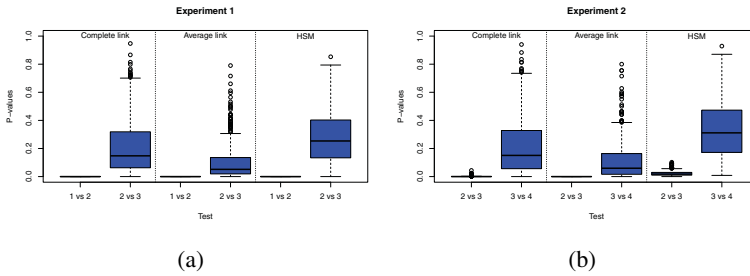 Experiment 1
Complete link Average link HSM
P-values
0.0 0.2 0.4 0.6 0.8 1.0
1 vs 2 2 vs 3 1 vs 2 2 vs 3 1 vs 2 2 vs 3
Test
(a)
Experiment 2
Complete link Average link HSM
P-values
0.0 0.2 0.4 0.6 0.8 1.0
2 vs 3 3 vs 4 2 vs 3 3 vs 4 2 vs 3 3 vs 4
Test
(b)